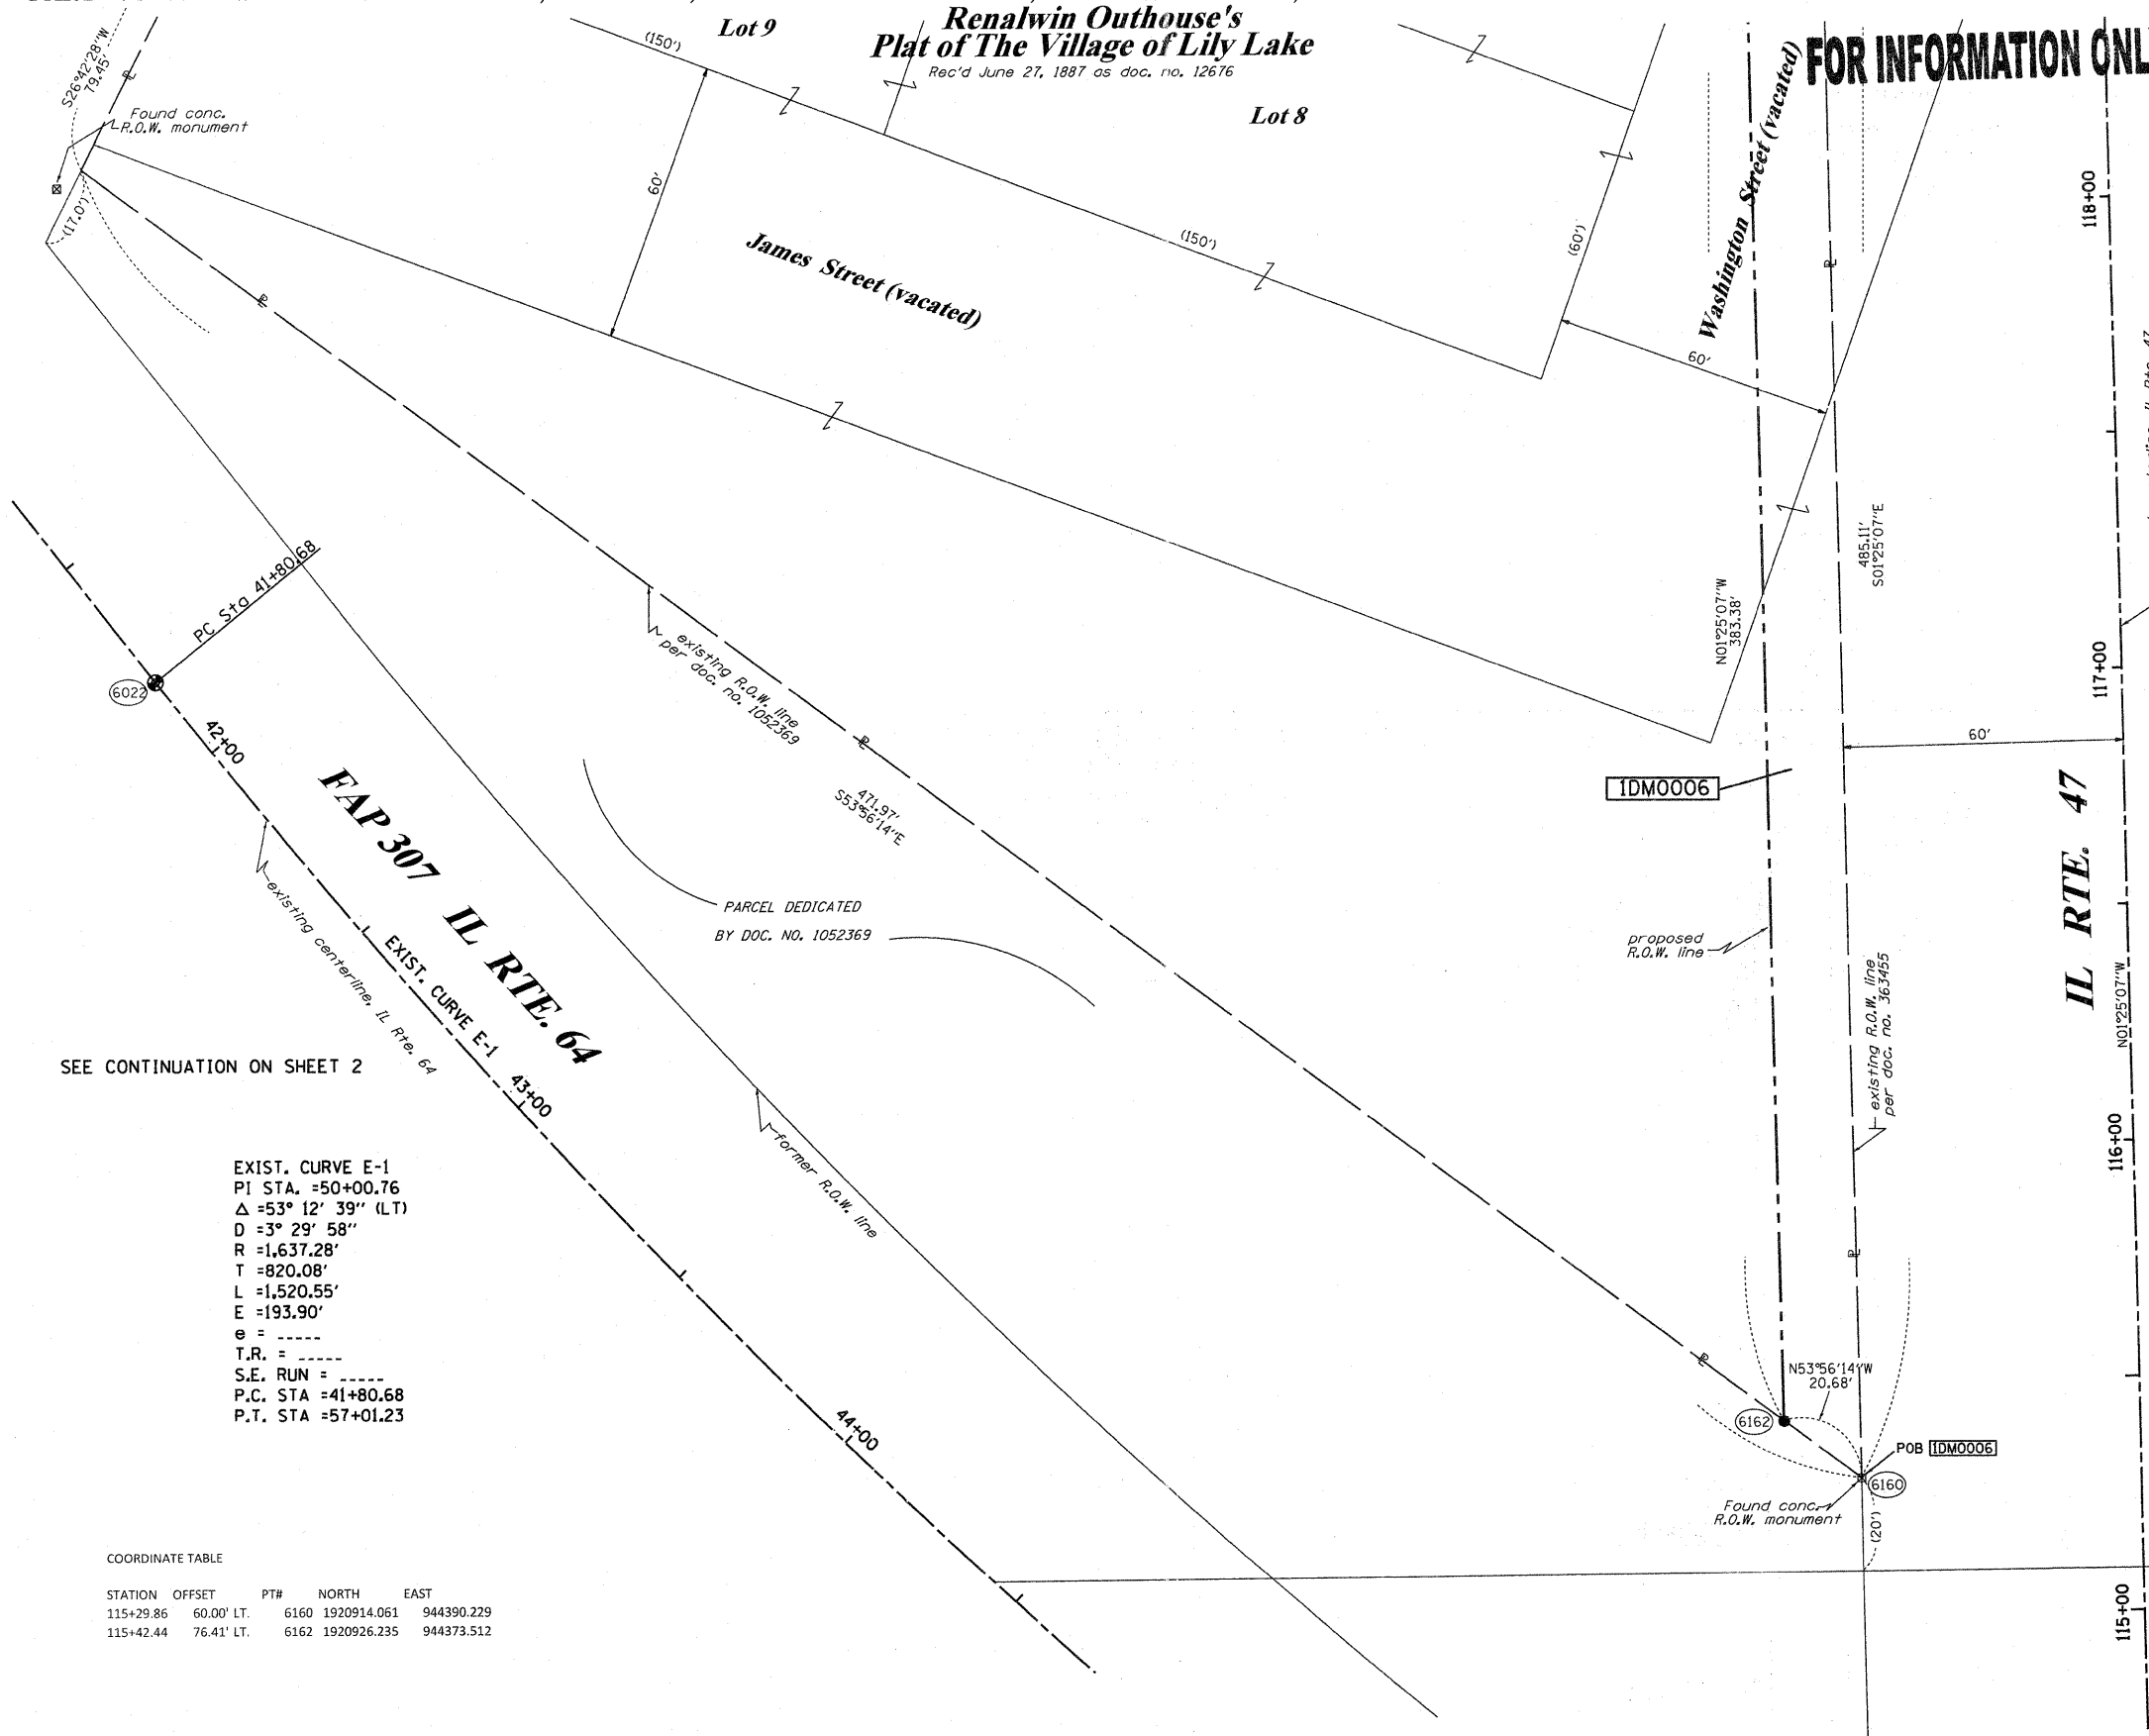 Renalwin Outhouse's
Plat of The Village of Lily Lake
Rec'd June 27, 1887 as doc. no. 12676
FOR INFORMATION ONL
Lot 9
Lot 8
(150')
S26°42'28"W
79.45'
Found conc.
R.O.W. monument
(17.0')
60'
James Street (vacated)
(150')
(60')
Washington Street (vacated)
60'
118+00
PC Sta 41+80.68
6022
42+00
existing R.O.W. line
per doc. no. 1052369
471.97'
S53°56'14"E
N01°25'07"W
383.38'
485.11'
S01°25'07"E
117+00
60'
1DM0006
IL RTE. 47
FAP 307 IL RTE. 64
existing centerline, IL Rte. 64
EXIST. CURVE E-1
PARCEL DEDICATED
BY DOC. NO. 1052369
proposed
R.O.W. line
existing R.O.W. line
per doc. no. 363455
N01°25'07"W
SEE CONTINUATION ON SHEET 2
43+00
former R.O.W. line
116+00
EXIST. CURVE E-1
PI STA. =50+00.76
Δ =53° 12' 39" (LT)
D =3° 29' 58"
R =1,637.28'
T =820.08'
L =1,520.55'
E =193.90'
e = -----
T.R. = -----
S.E. RUN = -----
P.C. STA =41+80.68
P.T. STA =57+01.23
44+00
N53°56'14"W
20.68'
6162
POB 1DM0006
6160
Found conc.
R.O.W. monument
(20')
115+00
COORDINATE TABLE
STATION OFFSET PT# NORTH EAST
115+29.86 60.00' LT. 6160 1920914.061 944390.229
115+42.44 76.41' LT. 6162 1920926.235 944373.512